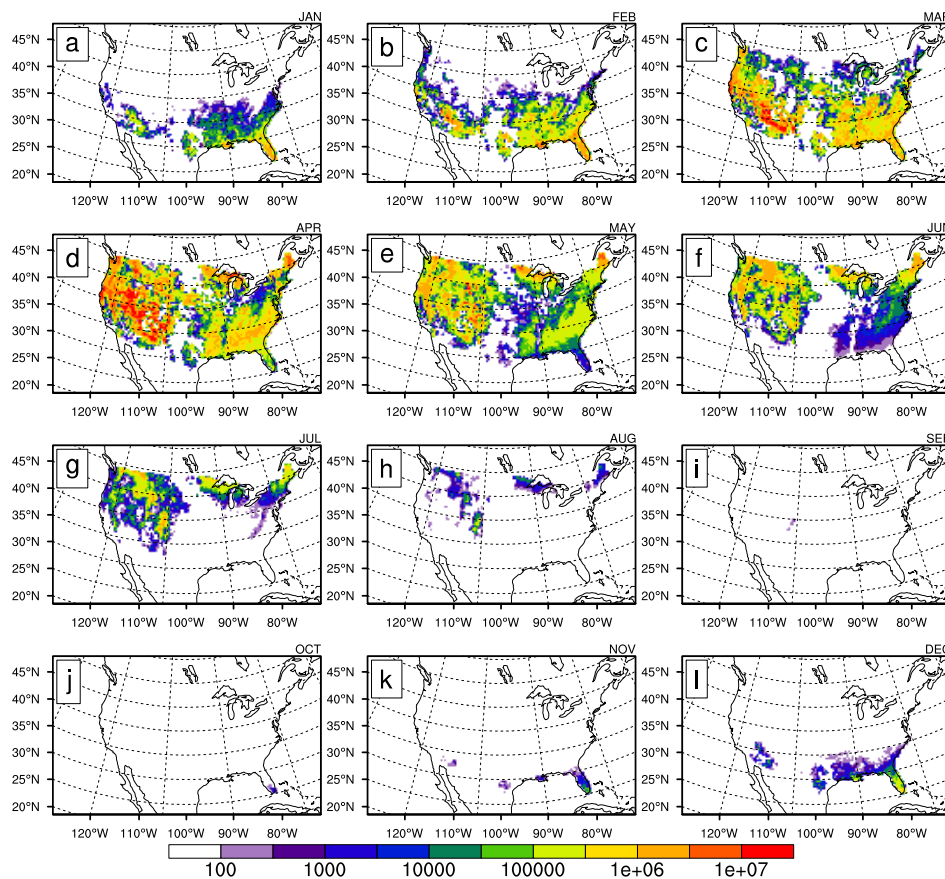 JAN FEB MAR
a b c
45°N 45°N 45°N
40°N 40°N 40°N
35°N 35°N 35°N
30°N 30°N 30°N
25°N 25°N 25°N
20°N 20°N 20°N
120°W 110°W 100°W 90°W 80°W 120°W 110°W 100°W 90°W 80°W 120°W 110°W 100°W 90°W 80°W
APR MAY JUN
d e f
45°N 45°N 45°N
40°N 40°N 40°N
35°N 35°N 35°N
30°N 30°N 30°N
25°N 25°N 25°N
20°N 20°N 20°N
120°W 110°W 100°W 90°W 80°W 120°W 110°W 100°W 90°W 80°W 120°W 110°W 100°W 90°W 80°W
JUL AUG SEP
g h i
45°N 45°N 45°N
40°N 40°N 40°N
35°N 35°N 35°N
30°N 30°N 30°N
25°N 25°N 25°N
20°N 20°N 20°N
120°W 110°W 100°W 90°W 80°W 120°W 110°W 100°W 90°W 80°W 120°W 110°W 100°W 90°W 80°W
OCT NOV DEC
j k l
45°N 45°N 45°N
40°N 40°N 40°N
35°N 35°N 35°N
30°N 30°N 30°N
25°N 25°N 25°N
20°N 20°N 20°N
120°W 110°W 100°W 90°W 80°W 120°W 110°W 100°W 90°W 80°W 120°W 110°W 100°W 90°W 80°W
100 1000 10000 100000 1e+06 1e+07